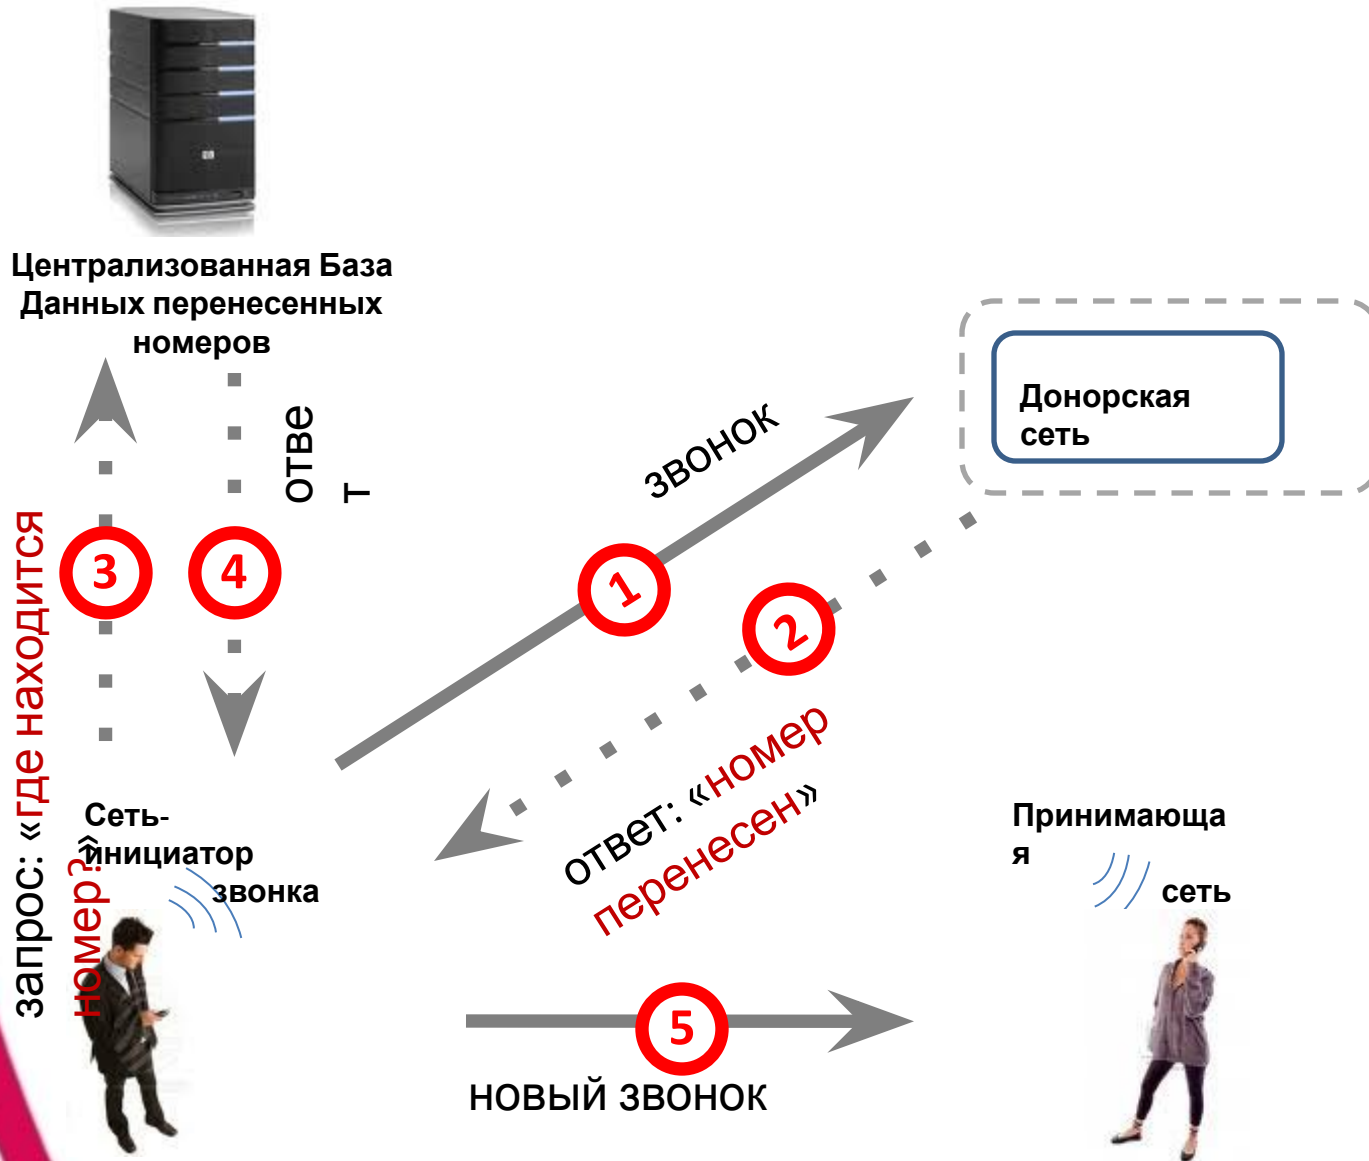 Централизованная База
Данных перенесенных
номеров
отве
т
запрос: «где находится
номер?»
3
4
звонок
1
2
Донорская
сеть
ответ: «номер
перенесен»
Сеть-
инициатор
звонка
Принимающа
я
сеть
5
новый звонок